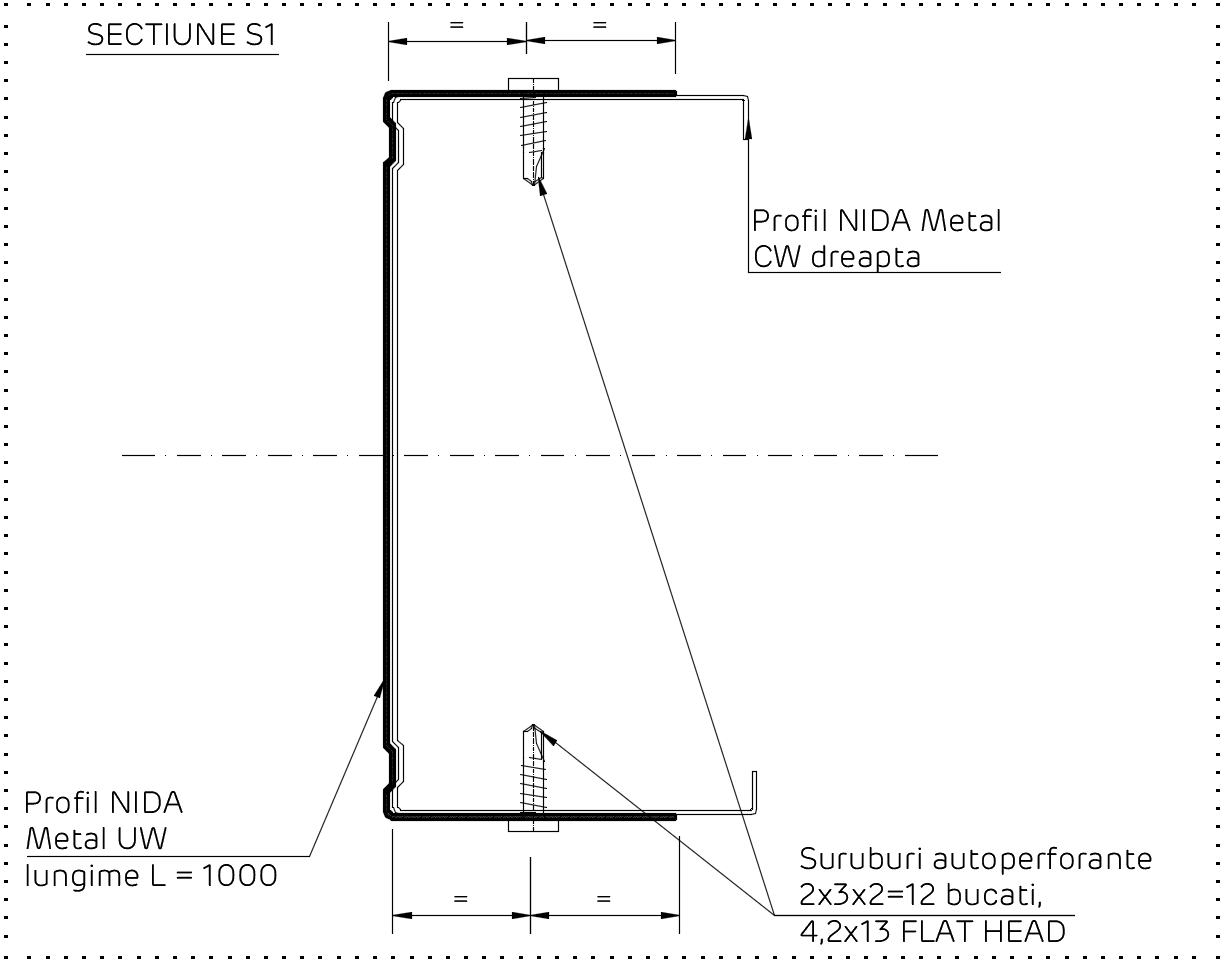 SECTIUNE S1
= =
Profil NIDA Metal
CW dreapta
Profil NIDA
Metal UW
lungime L = 1000
Suruburi autoperforante
2x3x2=12 bucati,
4,2x13 FLAT HEAD
= =